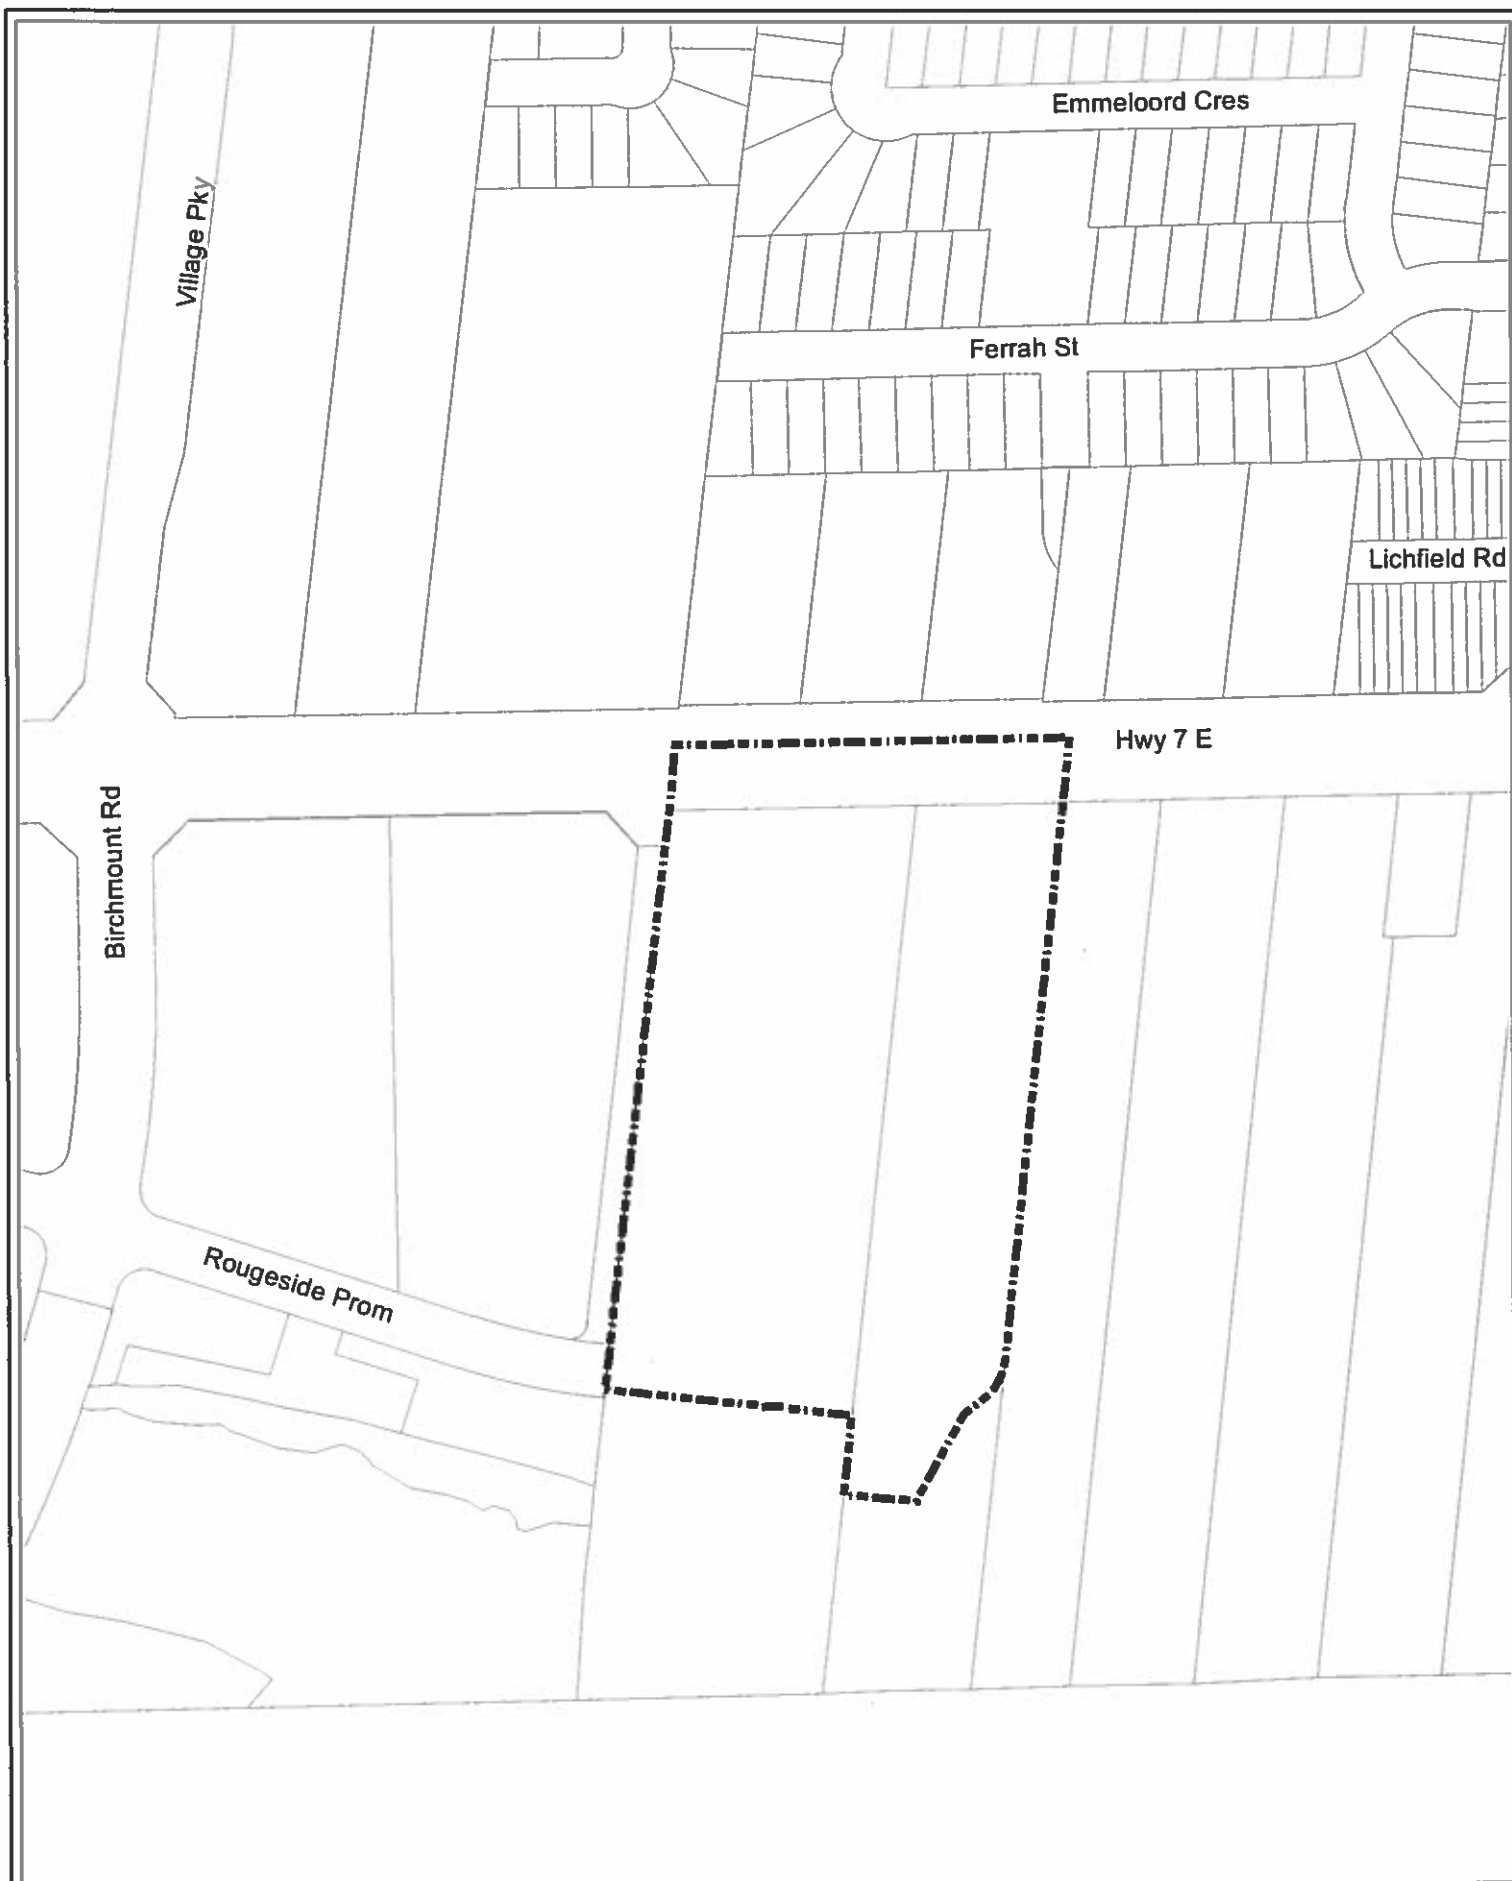 Emmeloord Cres
Village Pky
Ferrah St
Lichfield Rd
Hwy 7 E
Birchmount Rd
Rougeside Prom